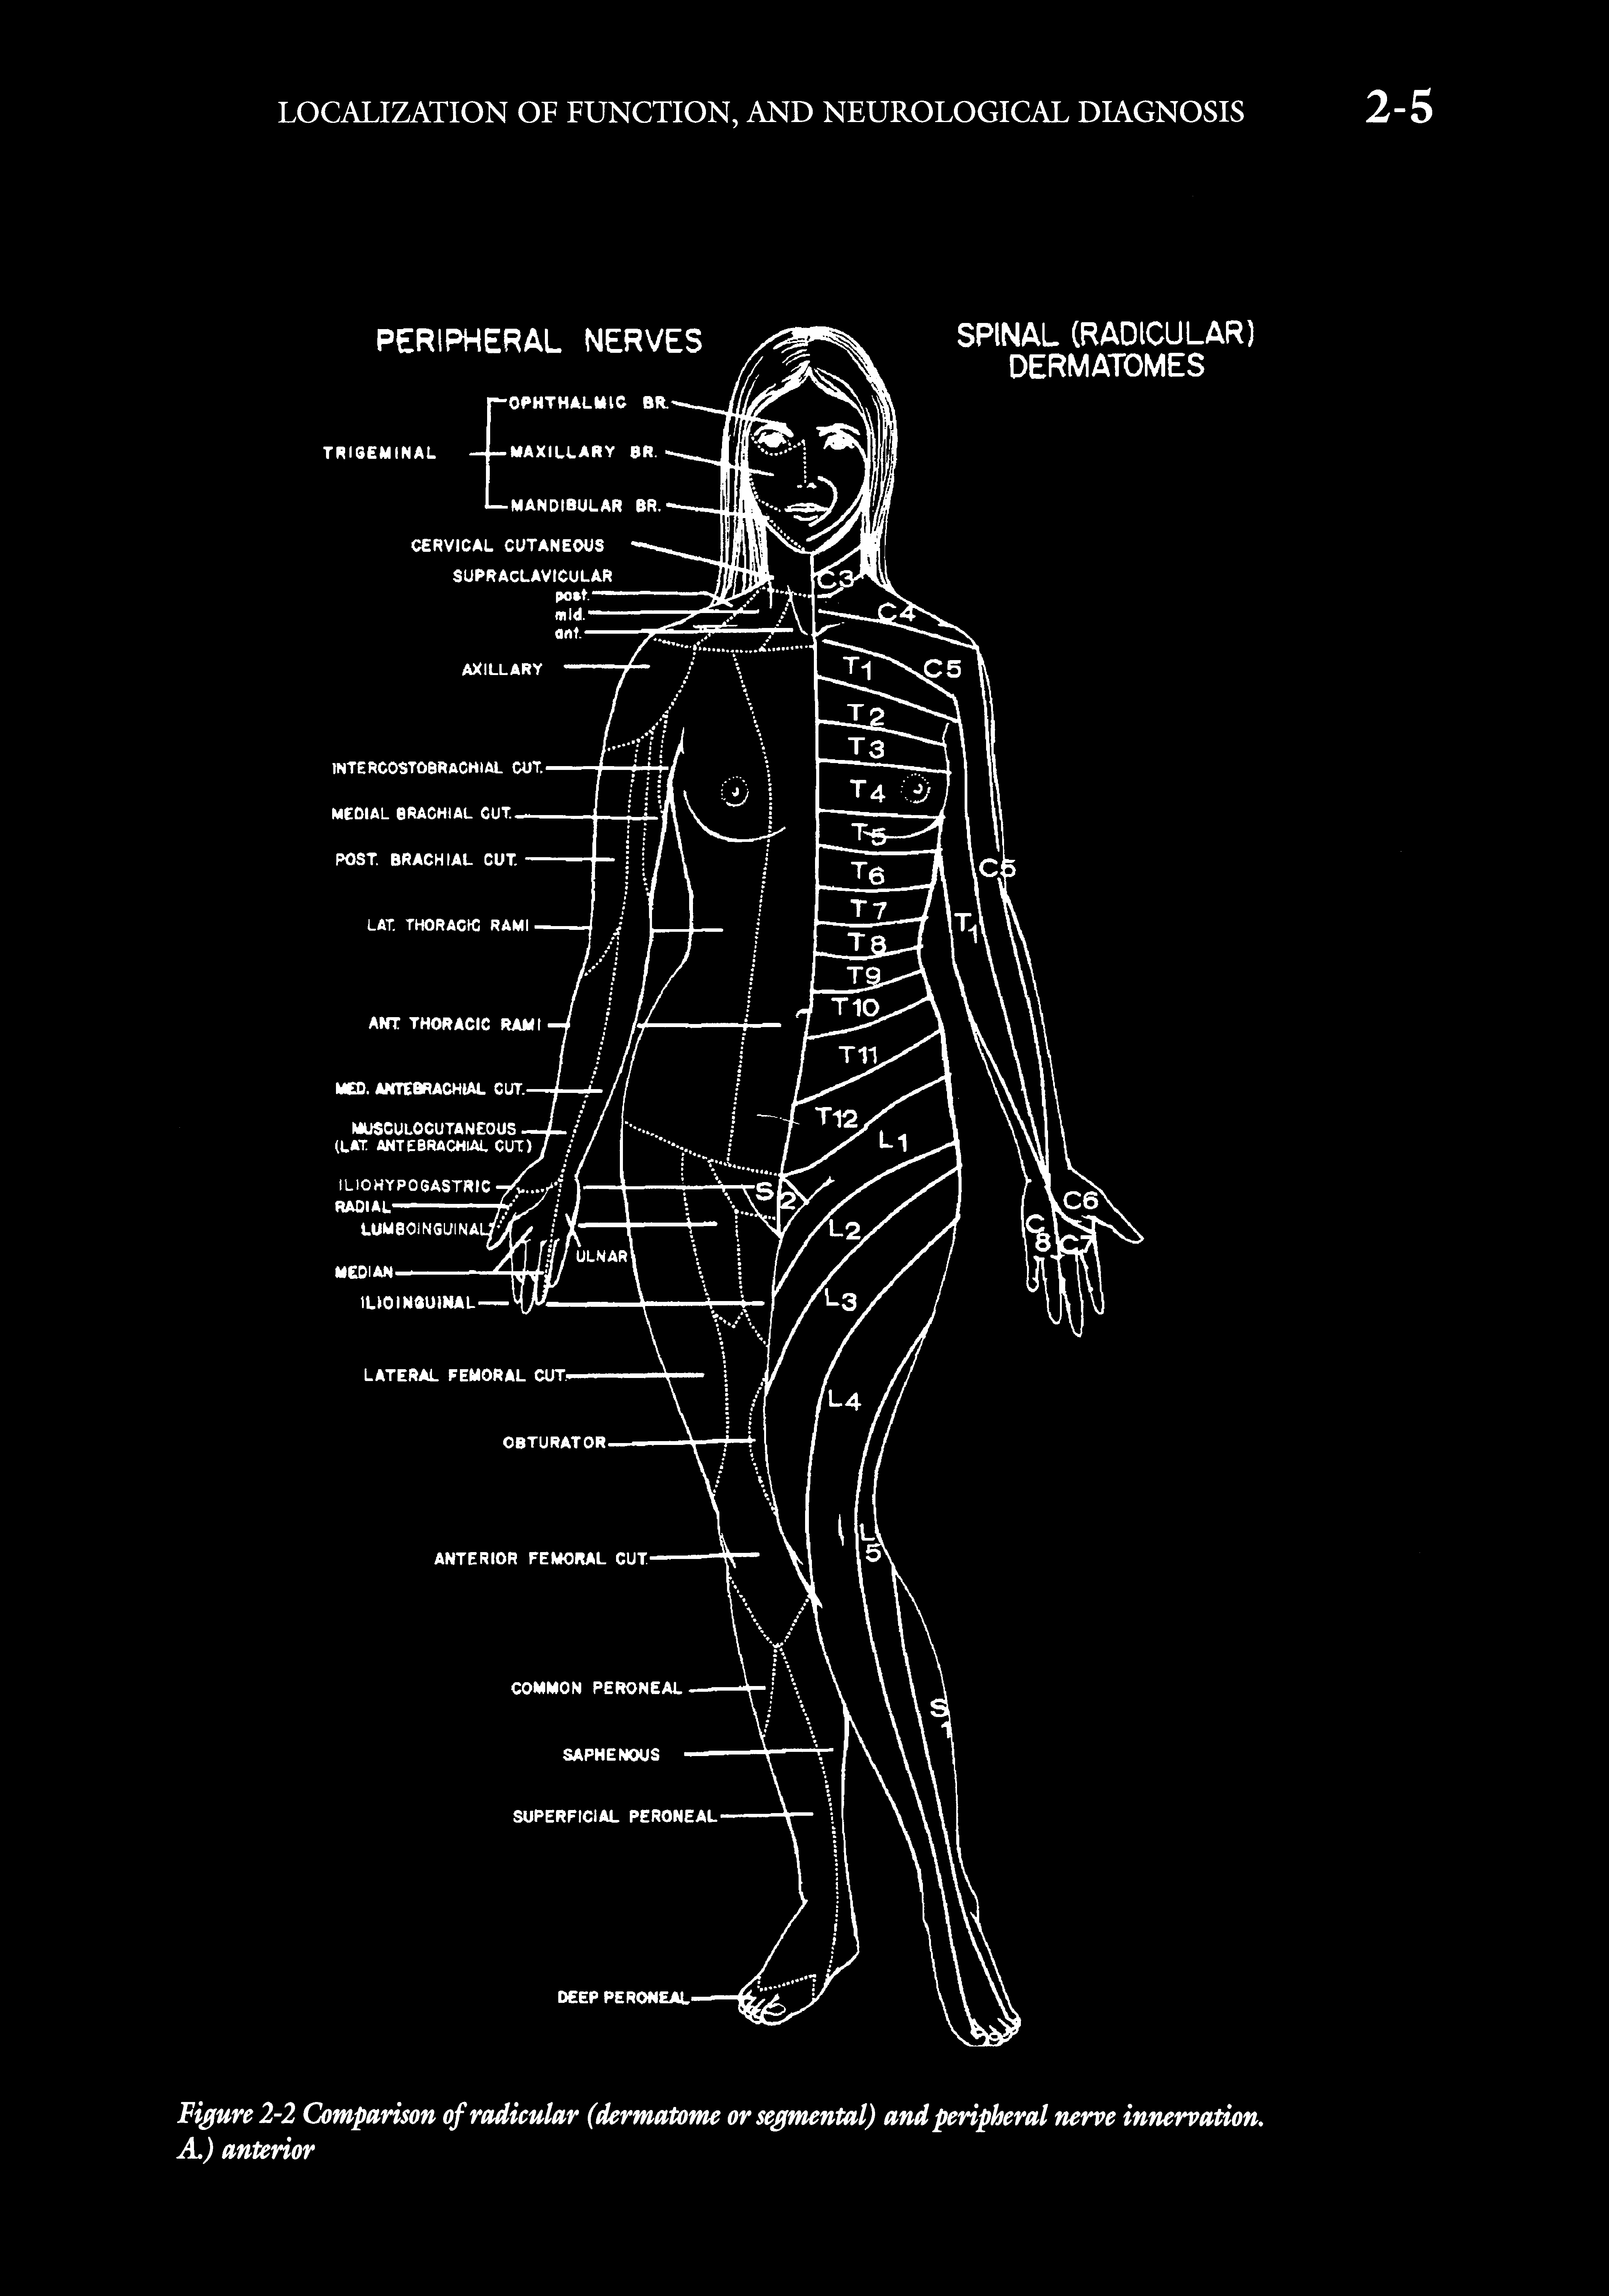 LOCALIZATION OF FUNCTION, AND NEUROLOGICAL DIAGNOSIS 2-5
PERIPHERAL NERVES
SPINAL (RADICULAR)
DERMATOMES
OPHTHALMIC BR.
TRIGEMINAL
MAXILLARY BR.
MANDIBULAR BR.
CERVICAL CUTANEOUS
SUPRACLAVICULAR
post.
mid.
ant.
AXILLARY
INTERCOSTOBRACHIAL CUT.
MEDIAL BRACHIAL CUT.
POST. BRACHIAL CUT.
LAT. THORACIC RAMI
ANT. THORACIC RAMI
MED. ANTEBRACHIAL CUT.
MUSCULOCUTANEOUS
(LAT. ANTEBRACHIAL CUT.)
ILIOHYPOGASTRIC
RADIAL
LUMBOINGUINAL
ULNAR
MEDIAN
ILIOINGUINAL
LATERAL FEMORAL CUT.
OBTURATOR
ANTERIOR FEMORAL CUT.
COMMON PERONEAL
SAPHENOUS
SUPERFICIAL PERONEAL
DEEP PERONEAL
C3
C4
T1
C5
T2
T3
T4
T5
T6
C5
T7
T1
T8
T9
T10
T11
T12
L1
S2
C6
C8
C7
L2
L3
L4
L5
S1
Figure 2-2 Comparison of radicular (dermatome or segmental) and peripheral nerve innervation.
A.) anterior